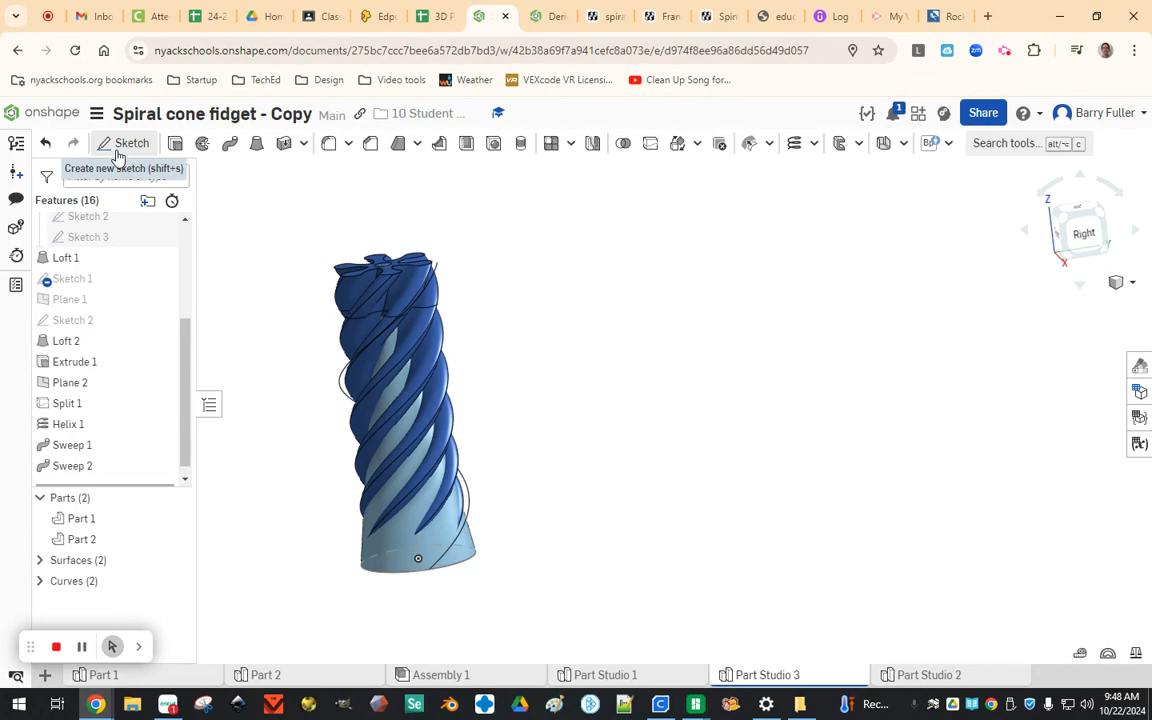 Inbo
Atte
24-2
Ho
Clas
Edp
3D P
Deri
spira
Fran
Spir
educ
Log
My V
Rock
nyackschools.onshape.com/documents/275bc7ccc7bee6a572db7bd3/w/42b38a69f7a941cefc8a073e/e/d974f8ee96a86dd56d49d057
nyackschools.org bookmarks
Startup
TechEd
Design
Video tools
Weather
VEXcode VR Licensi...
Clean Up Song for...
onshape
Spiral cone fidget - Copy
Main
10 Student ...
1
Share
Barry Fuller
Sketch
Search tools...
alt/⌥
c
Create new sketch (shift+s)
Features (16)
Sketch 2
Sketch 3
Loft 1
Sketch 1
Plane 1
Sketch 2
Loft 2
Extrude 1
Plane 2
Split 1
Helix 1
Sweep 1
Sweep 2
Parts (2)
Part 1
Part 2
Surfaces (2)
Curves (2)
Z
Right
Y
X
Part 1
Part 2
Assembly 1
Part Studio 1
Part Studio 3
Part Studio 2
Rec...
9:48 AM
10/22/2024